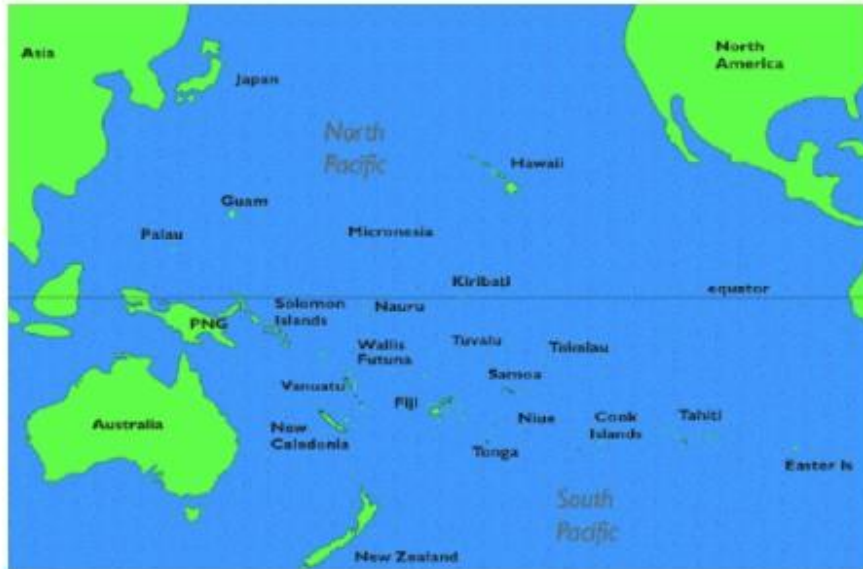 Asia
North
America
Japan
North
Pacific
Hawaii
Guam
Palau
Micronesia
Kiribati
equator
Solomon
Islands
Nauru
PNG
Wallis
Futuna
Tuvalu
Tokelau
Samoa
Vanuatu
Fiji
Australia
New
Caledonia
Niue
Cook
Islands
Tahiti
Tonga
Easter Is
South
Pacific
New Zealand